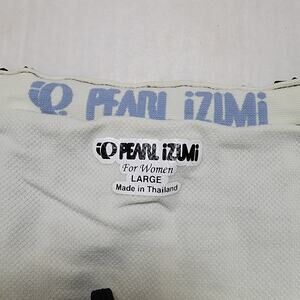 PEARL iZUMi
PEARL iZUMi
For Women
LARGE
Made in Thailand